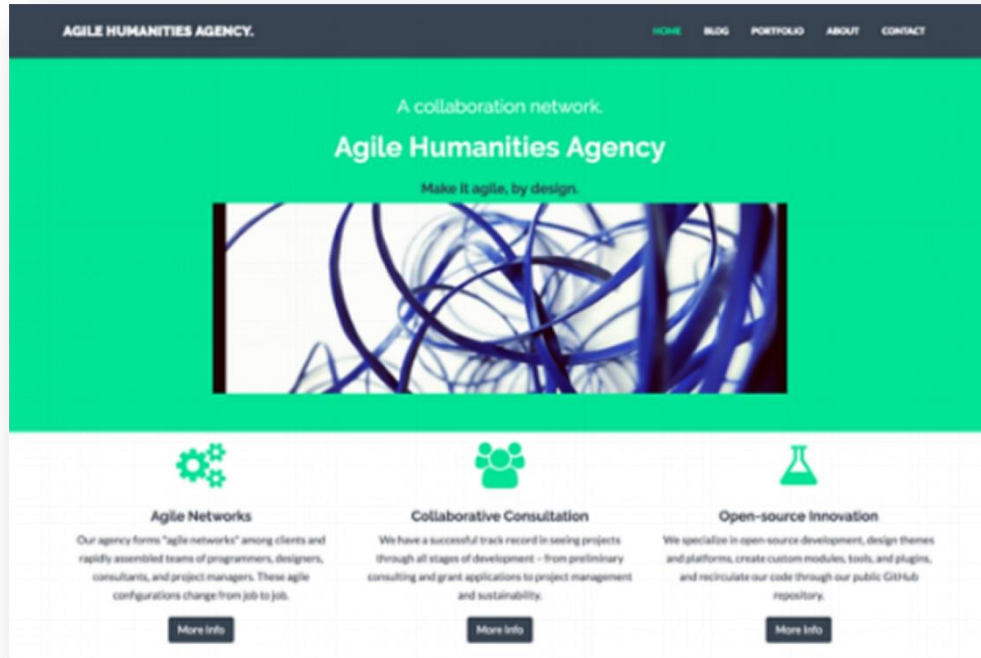 AGILE HUMANITIES AGENCY.
HOME BLOG PORTFOLIO ABOUT CONTACT
A collaboration network.
Agile Humanities Agency
Make it agile, by design.
Agile Networks
Our agency forms "agile networks" among clients and
rapidly assembled teams of programmers, designers,
consultants, and project managers. These agile
configurations change from job to job.
More Info
Collaborative Consultation
We have a successful track record in seeing projects
through all stages of development – from preliminary
consulting and grant applications to project management
and sustainability.
More Info
Open-source Innovation
We specialize in open-source development, design themes
and platforms, create custom modules, tools, and plugins,
and recirculate our code through our public GitHub
repository.
More Info